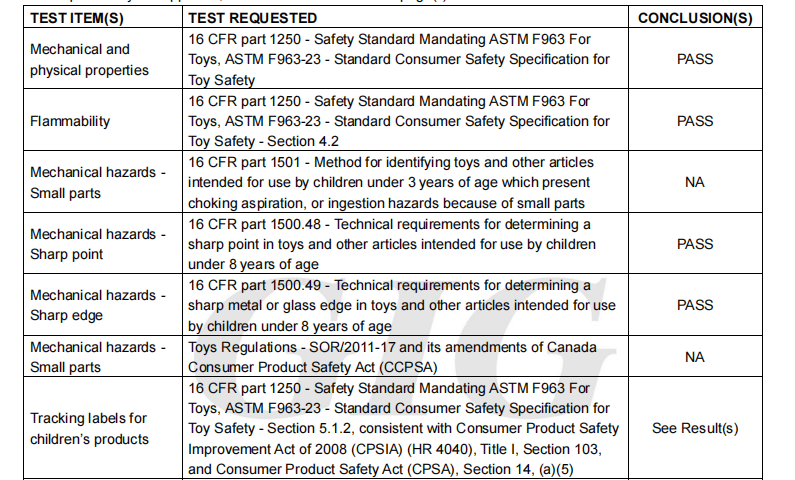 TEST ITEM(S) TEST REQUESTED CONCLUSION(S)
Mechanical and
physical properties
16 CFR part 1250 - Safety Standard Mandating ASTM F963 For
Toys, ASTM F963-23 - Standard Consumer Safety Specification for
Toy Safety
PASS
Flammability
16 CFR part 1250 - Safety Standard Mandating ASTM F963 For
Toys, ASTM F963-23 - Standard Consumer Safety Specification for
Toy Safety - Section 4.2
PASS
Mechanical hazards -
Small parts
16 CFR part 1501 - Method for identifying toys and other articles
intended for use by children under 3 years of age which present
choking aspiration, or ingestion hazards because of small parts
NA
Mechanical hazards -
Sharp point
16 CFR part 1500.48 - Technical requirements for determining a
sharp point in toys and other articles intended for use by children
under 8 years of age
PASS
Mechanical hazards -
Sharp edge
16 CFR part 1500.49 - Technical requirements for determining a
sharp metal or glass edge in toys and other articles intended for use
by children under 8 years of age
PASS
Mechanical hazards -
Small parts
Toys Regulations - SOR/2011-17 and its amendments of Canada
Consumer Product Safety Act (CCPSA)
NA
Tracking labels for
children's products
16 CFR part 1250 - Safety Standard Mandating ASTM F963 For
Toys, ASTM F963-23 - Standard Consumer Safety Specification for
Toy Safety - Section 5.1.2, consistent with Consumer Product Safety
Improvement Act of 2008 (CPSIA) (HR 4040), Title I, Section 103,
and Consumer Product Safety Act (CPSA), Section 14, (a)(5)
See Result(s)
GIG